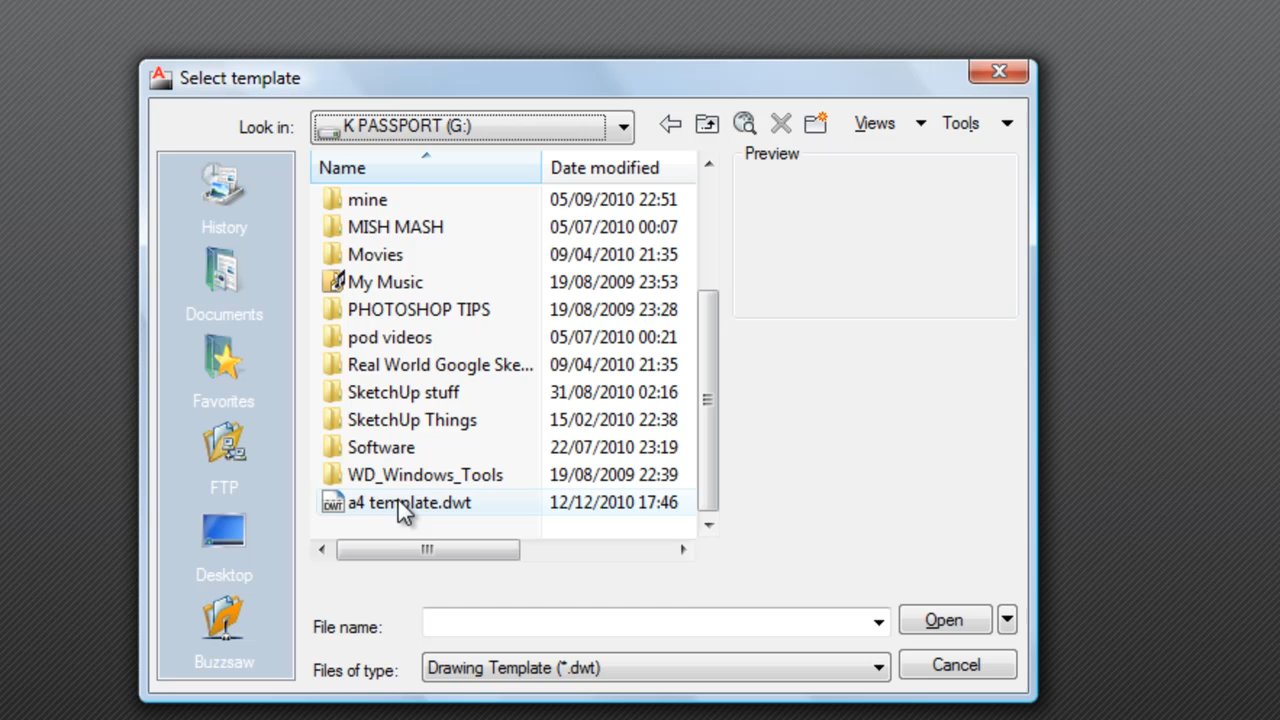 Select template
Look in: K PASSPORT (G:) Views Tools
Name Date modified Preview
mine 05/09/2010 22:51
MISH MASH 05/07/2010 00:07
Movies 09/04/2010 21:35
My Music 19/08/2009 23:53
PHOTOSHOP TIPS 19/08/2009 23:28
pod videos 05/07/2010 00:21
Real World Google Ske... 09/04/2010 21:35
SketchUp stuff 31/08/2010 02:16
SketchUp Things 15/02/2010 22:38
Software 22/07/2010 23:19
WD_Windows_Tools 19/08/2009 22:39
DWT a4 template.dwt 12/12/2010 17:46
History
Documents
Favorites
FTP
Desktop
Buzzsaw
File name: Open
Files of type: Drawing Template (*.dwt) Cancel